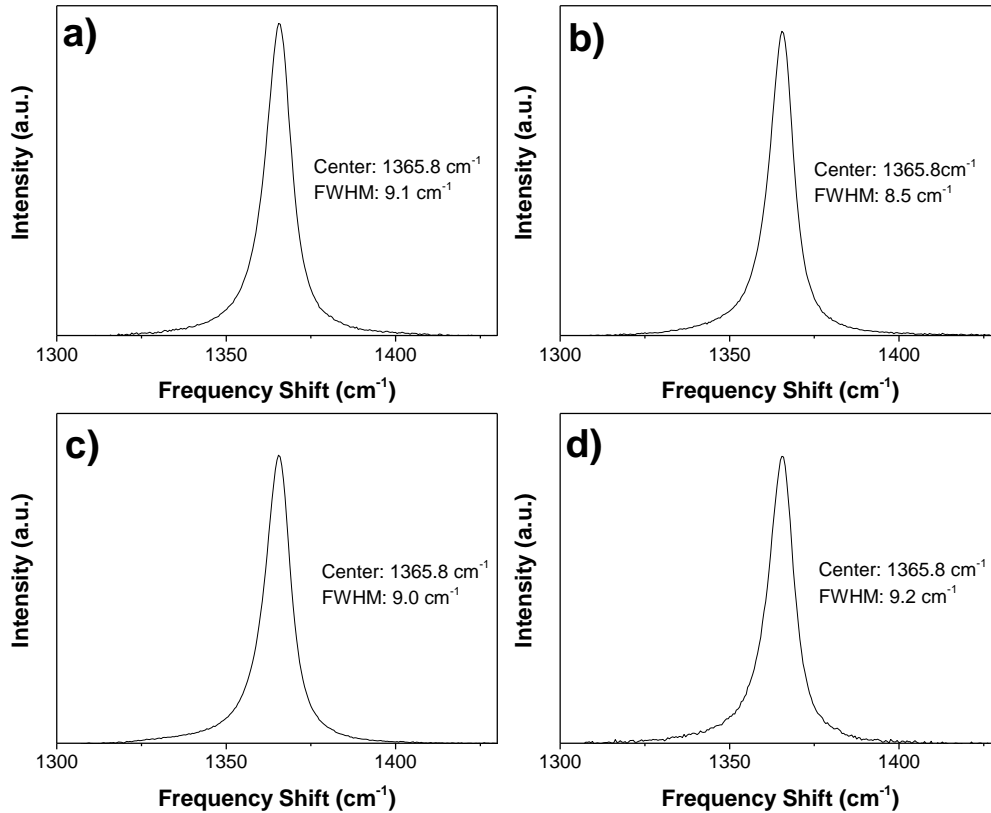 a)
Intensity (a.u.)
Center: 1365.8 cm⁻¹
FWHM: 9.1 cm⁻¹
1300
1350
1400
Frequency Shift (cm⁻¹)
b)
Intensity (a.u.)
Center: 1365.8cm⁻¹
FWHM: 8.5 cm⁻¹
1300
1350
1400
Frequency Shift (cm⁻¹)
c)
Intensity (a.u.)
Center: 1365.8 cm⁻¹
FWHM: 9.0 cm⁻¹
1300
1350
1400
Frequency Shift (cm⁻¹)
d)
Intensity (a.u.)
Center: 1365.8 cm⁻¹
FWHM: 9.2 cm⁻¹
1300
1350
1400
Frequency Shift (cm⁻¹)